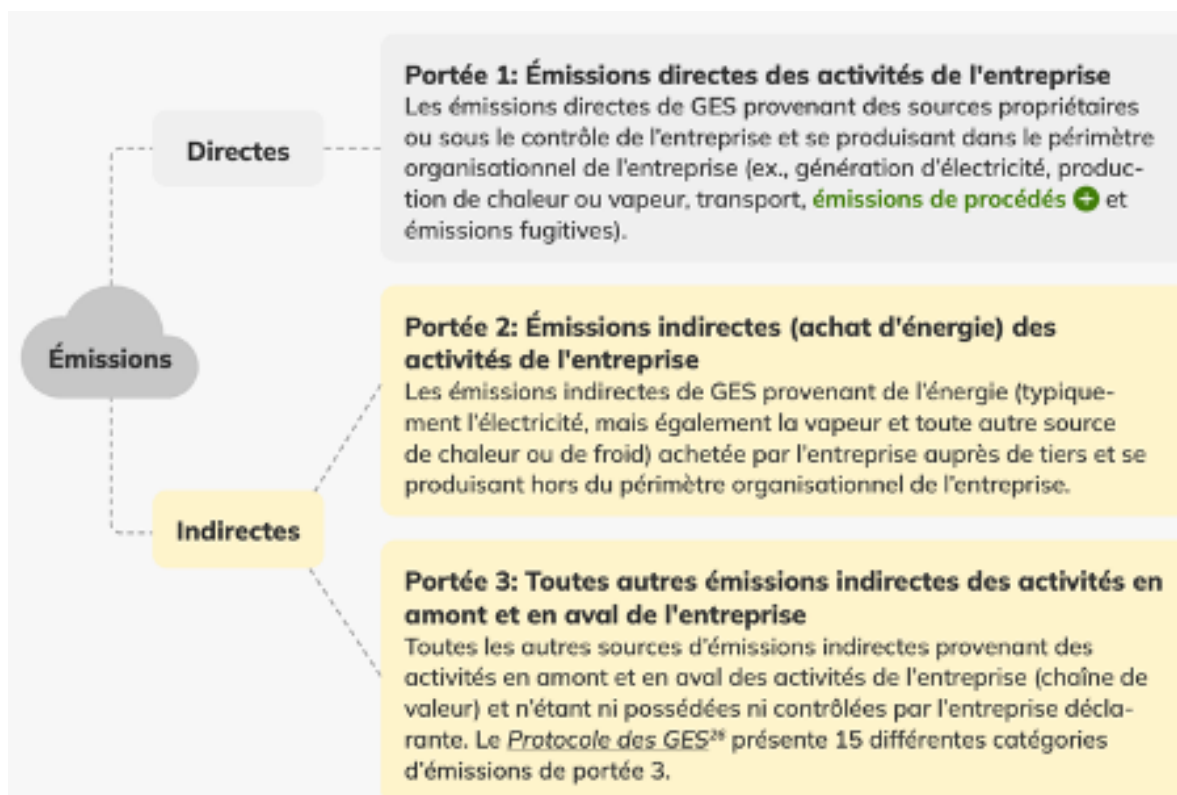 Portée 1: Émissions directes des activités de l'entreprise
Les émissions directes de GES provenant des sources propriétaires
ou sous le contrôle de l'entreprise et se produisant dans le périmètre
organisationnel de l'entreprise (ex., génération d'électricité, produc-
tion de chaleur ou vapeur, transport, émissions de procédés + et
émissions fugitives).
Directes
Émissions
Portée 2: Émissions indirectes (achat d'énergie) des
activités de l'entreprise
Les émissions indirectes de GES provenant de l'énergie (typique-
ment l'électricité, mais également la vapeur et toute autre source
de chaleur ou de froid) achetée par l'entreprise auprès de tiers et se
produisant hors du périmètre organisationnel de l'entreprise.
Indirectes
Portée 3: Toutes autres émissions indirectes des activités en
amont et en aval de l'entreprise
Toutes les autres sources d'émissions indirectes provenant des
activités en amont et en aval des activités de l'entreprise (chaîne de
valeur) et n'étant ni possédées ni contrôlées par l'entreprise décla-
rante. Le Protocole des GES²⁶ présente 15 différentes catégories
d'émissions de portée 3.